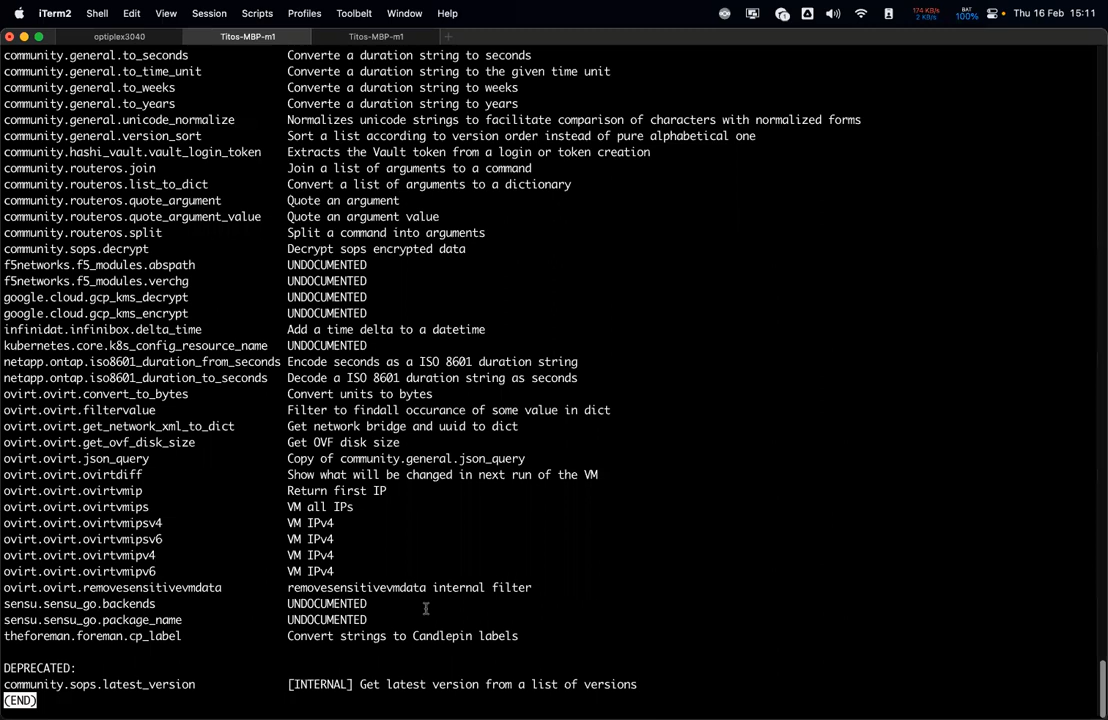 iTerm2 Shell Edit View Session Scripts Profiles Toolbelt Window Help 174 KB/s 2 KB/s BAT 100% Thu 16 Feb 15:11
optiplex3040 Titos-MBP-m1 Titos-MBP-m1
community.general.to_seconds Converte a duration string to seconds
community.general.to_time_unit Converte a duration string to the given time unit
community.general.to_weeks Converte a duration string to weeks
community.general.to_years Converte a duration string to years
community.general.unicode_normalize Normalizes unicode strings to facilitate comparison of characters with normalized forms
community.general.version_sort Sort a list according to version order instead of pure alphabetical one
community.hashi_vault.vault_login_token Extracts the Vault token from a login or token creation
community.routeros.join Join a list of arguments to a command
community.routeros.list_to_dict Convert a list of arguments to a dictionary
community.routeros.quote_argument Quote an argument
community.routeros.quote_argument_value Quote an argument value
community.routeros.split Split a command into arguments
community.sops.decrypt Decrypt sops encrypted data
f5networks.f5_modules.abspath UNDOCUMENTED
f5networks.f5_modules.verchg UNDOCUMENTED
google.cloud.gcp_kms_decrypt UNDOCUMENTED
google.cloud.gcp_kms_encrypt UNDOCUMENTED
infinidat.infinibox.delta_time Add a time delta to a datetime
kubernetes.core.k8s_config_resource_name UNDOCUMENTED
netapp.ontap.iso8601_duration_from_seconds Encode seconds as a ISO 8601 duration string
netapp.ontap.iso8601_duration_to_seconds Decode a ISO 8601 duration string as seconds
ovirt.ovirt.convert_to_bytes Convert units to bytes
ovirt.ovirt.filtervalue Filter to findall occurance of some value in dict
ovirt.ovirt.get_network_xml_to_dict Get network bridge and uuid to dict
ovirt.ovirt.get_ovf_disk_size Get OVF disk size
ovirt.ovirt.json_query Copy of community.general.json_query
ovirt.ovirt.ovirtdiff Show what will be changed in next run of the VM
ovirt.ovirt.ovirtvmip Return first IP
ovirt.ovirt.ovirtvmips VM all IPs
ovirt.ovirt.ovirtvmipsv4 VM IPv4
ovirt.ovirt.ovirtvmipsv6 VM IPv4
ovirt.ovirt.ovirtvmipv4 VM IPv4
ovirt.ovirt.ovirtvmipv6 VM IPv4
ovirt.ovirt.removesensitivevmdata removesensitivevmdata internal filter
sensu.sensu_go.backends UNDOCUMENTED
sensu.sensu_go.package_name UNDOCUMENTED
theforeman.foreman.cp_label Convert strings to Candlepin labels
DEPRECATED:
community.sops.latest_version [INTERNAL] Get latest version from a list of versions
(END)